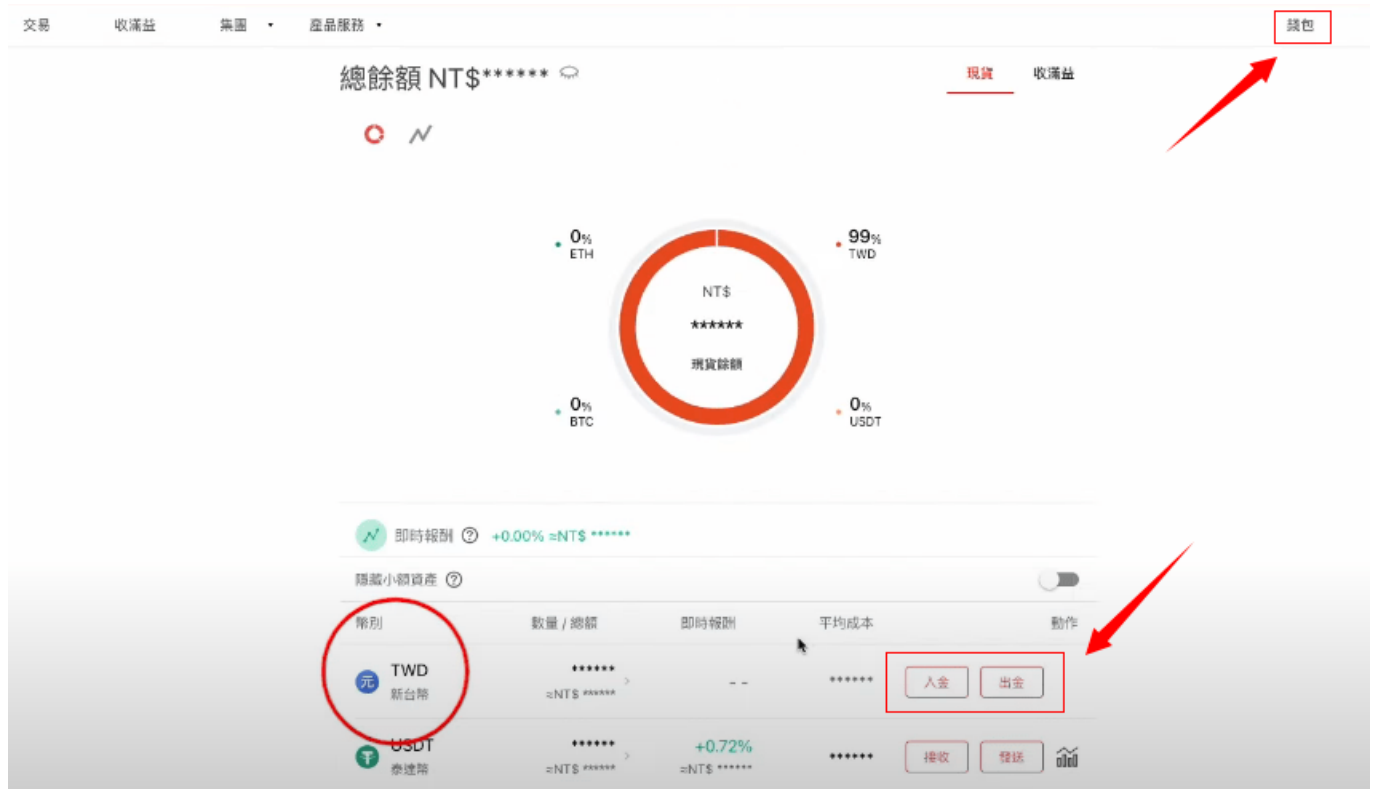 交易 收滿益 集團 產品服務 錢包
總餘額 NT$****** 現貨 收滿益
0% ETH
99% TWD
NT$
******
現貨餘額
0% BTC
0% USDT
即時報酬 +0.00% ≈NT$ ******
隱藏小額資產
幣別 數量 / 總額 即時報酬 平均成本 動作
TWD ****** - - ****** 入金 出金
新台幣 ≈NT$ ******
USDT ****** +0.72% ****** 接收 發送
泰達幣 ≈NT$ ****** ≈NT$ ******